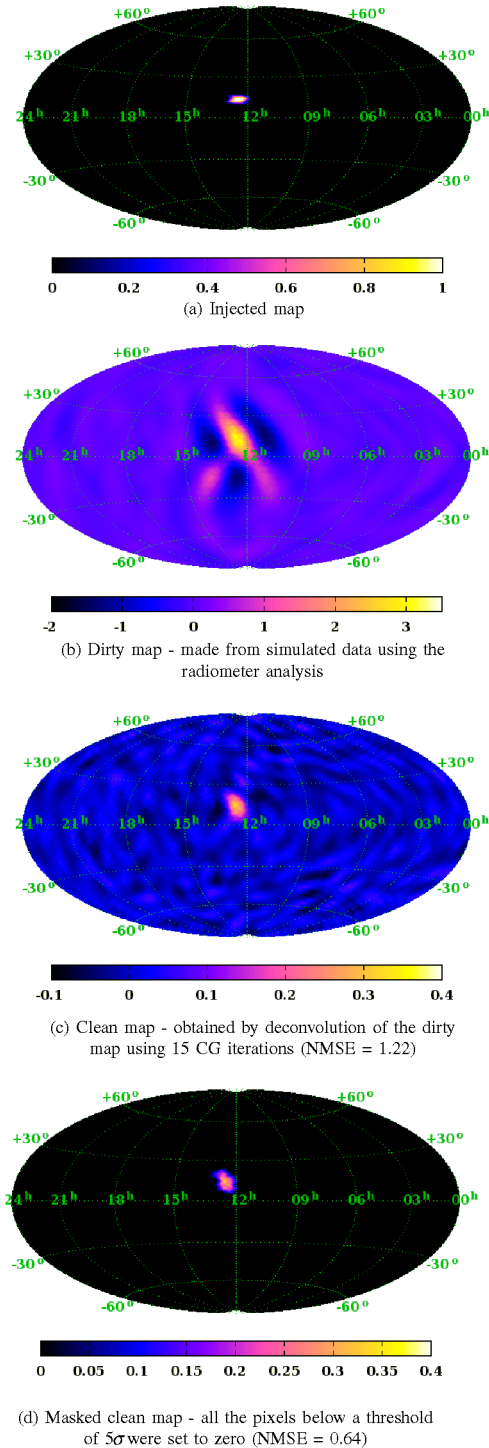 +30° +30°
24ʰ 21ʰ 18ʰ 15ʰ 12ʰ 09ʰ 06ʰ 03ʰ 00ʰ
-30° -30°
-60° -60°
0 0.2 0.4 0.6 0.8 1
(a) Injected map
+60° +60°
+30° +30°
24ʰ 21ʰ 18ʰ 15ʰ 12ʰ 09ʰ 06ʰ 03ʰ 00ʰ
-30° -30°
-60° -60°
-2 -1 0 1 2 3
(b) Dirty map - made from simulated data using the
radiometer analysis
+60° +60°
+30° +30°
24ʰ 21ʰ 18ʰ 15ʰ 12ʰ 09ʰ 06ʰ 03ʰ 00ʰ
-30° -30°
-60° -60°
-0.1 0 0.1 0.2 0.3 0.4
(c) Clean map - obtained by deconvolution of the dirty
map using 15 CG iterations (NMSE = 1.22)
+60° +60°
+30° +30°
24ʰ 21ʰ 18ʰ 15ʰ 12ʰ 09ʰ 06ʰ 03ʰ 00ʰ
-30° -30°
-60° -60°
0 0.05 0.1 0.15 0.2 0.25 0.3 0.35 0.4
(d) Masked clean map - all the pixels below a threshold
of 5σ were set to zero (NMSE = 0.64)